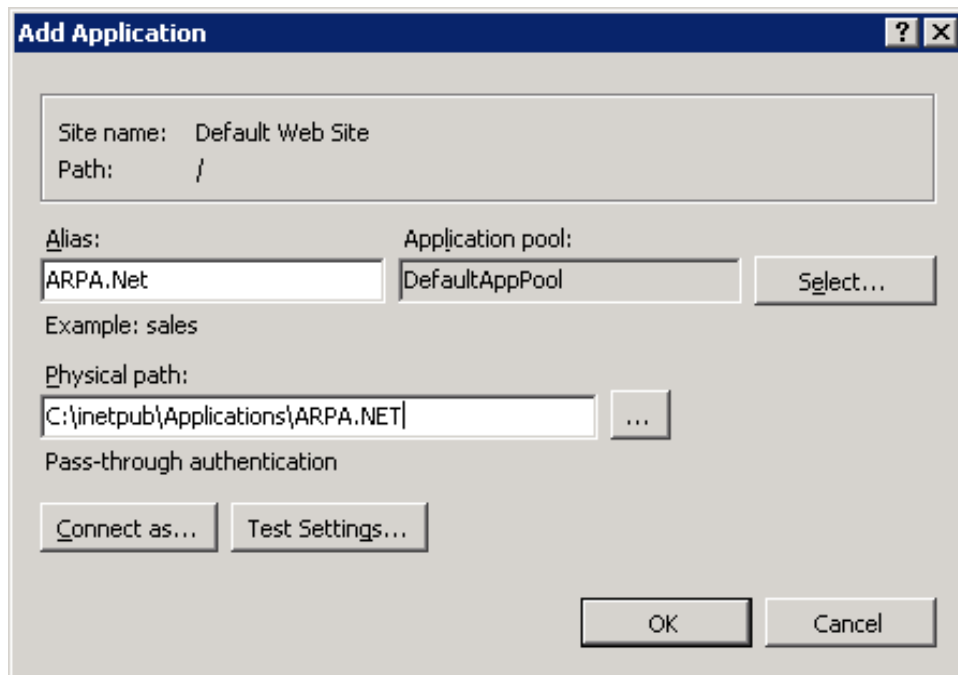 Add Application
Site name: Default Web Site
Path: /
Alias: Application pool:
ARPA.Net DefaultAppPool Select...
Example: sales
Physical path:
C:\inetpub\Applications\ARPA.NET ...
Pass-through authentication
Connect as... Test Settings...
OK Cancel